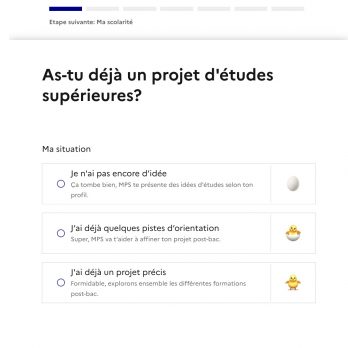 Etape suivante: Ma scolarité
As-tu déjà un projet d'études
supérieures?
Ma situation
Je n'ai pas encore d'idée
Ça tombe bien, MPS te présente des idées d'études selon ton
profil.
J'ai déjà quelques pistes d'orientation
Super, MPS va t'aider à affiner ton projet post-bac.
J'ai déjà un projet précis
Formidable, explorons ensemble les différentes formations
post-bac.